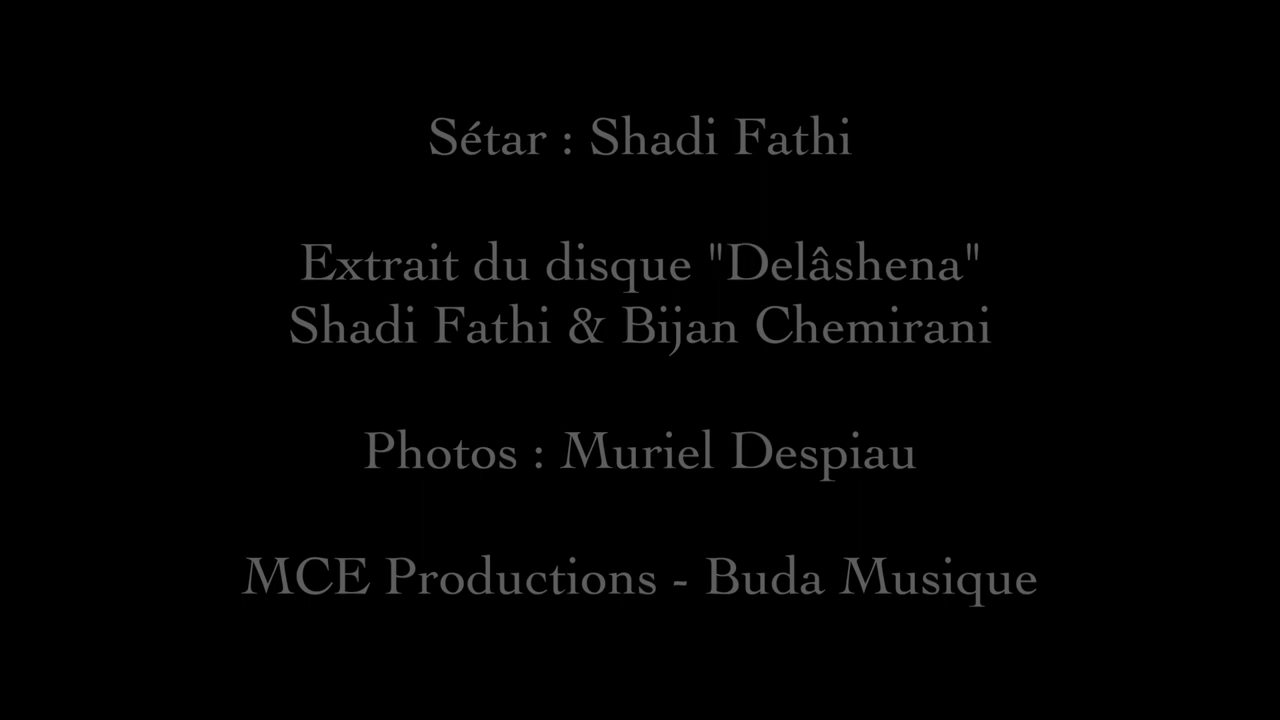 Sétar : Shadi Fathi
Extrait du disque "Delâshena"
Shadi Fathi & Bijan Chemirani
Photos : Muriel Despiau
MCE Productions - Buda Musique